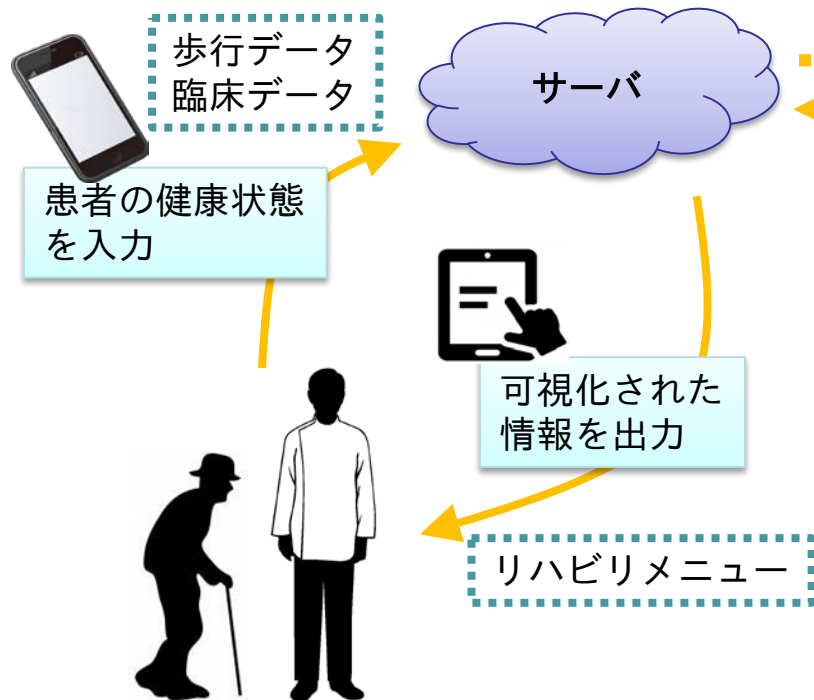 歩行データ
臨床データ
サーバ
患者の健康状態
を入力
可視化された
情報を出力
リハビリメニュー